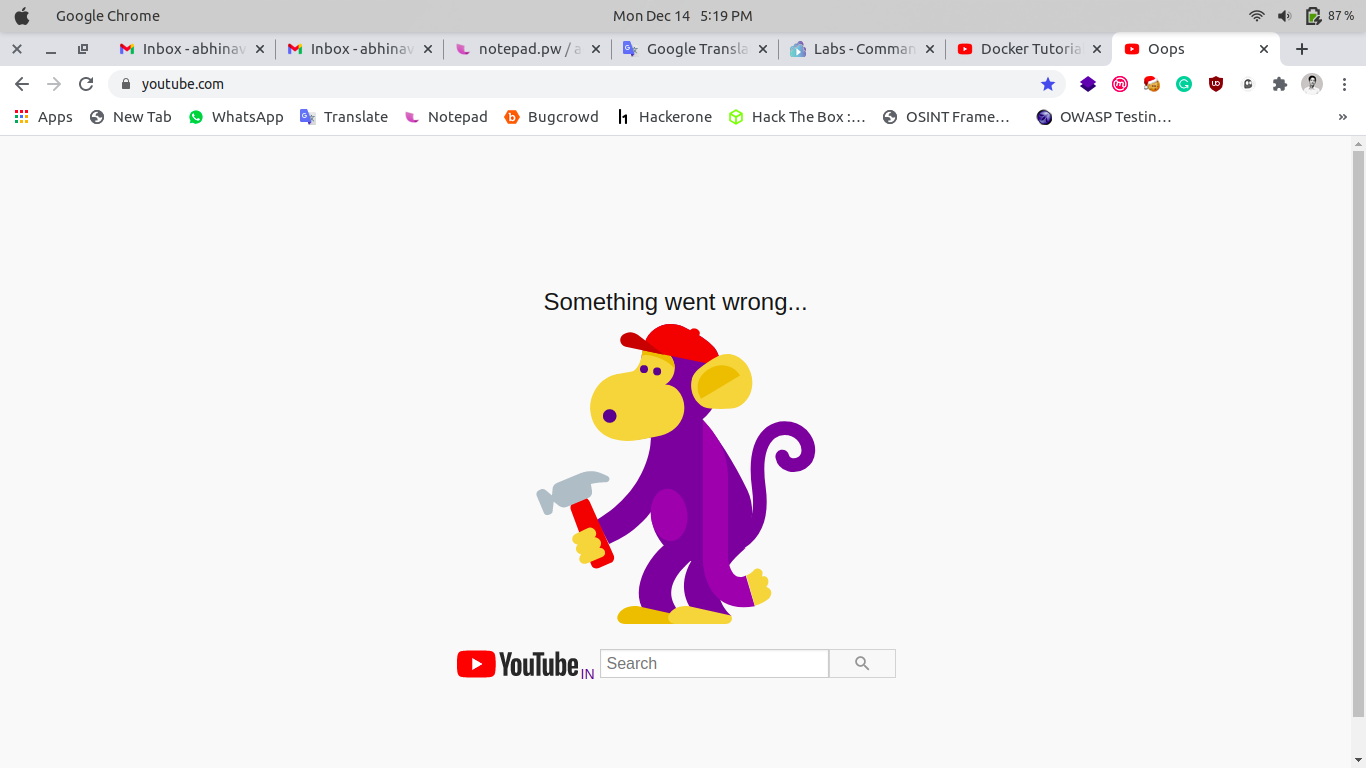 Google Chrome Mon Dec 14 5:19 PM 87 %
Inbox - abhinav Inbox - abhinav notepad.pw / a Google Transla Labs - Comman Docker Tutorial Oops
youtube.com
Apps New Tab WhatsApp Translate Notepad Bugcrowd Hackerone Hack The Box :... OSINT Frame... OWASP Testin... »
Something went wrong...
YouTube IN Search